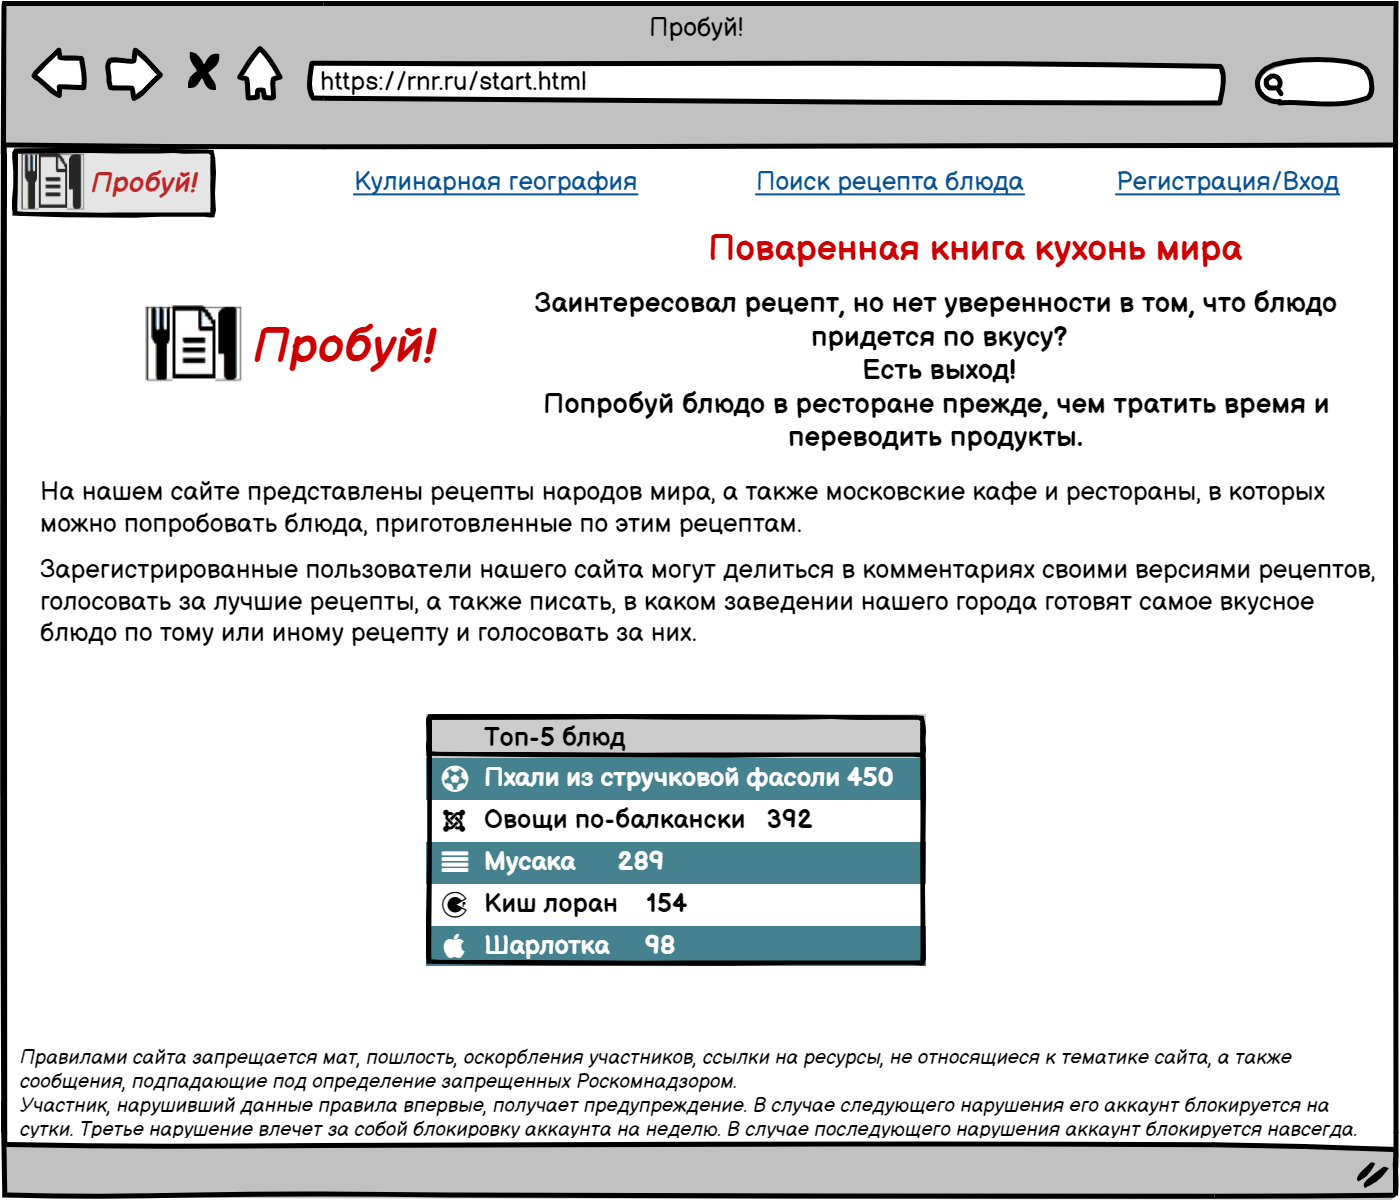 Пробуй!
https://rnr.ru/start.html
Пробуй!
Кулинарная география
Поиск рецепта блюда
Регистрация/Вход
Поваренная книга кухонь мира
Пробуй!
Заинтересовал рецепт, но нет уверенности в том, что блюдо
придется по вкусу?
Есть выход!
Попробуй блюдо в ресторане прежде, чем тратить время и
переводить продукты.
На нашем сайте представлены рецепты народов мира, а также московские кафе и рестораны, в которых
можно попробовать блюда, приготовленные по этим рецептам.
Зарегистрированные пользователи нашего сайта могут делиться в комментариях своими версиями рецептов,
голосовать за лучшие рецепты, а также писать, в каком заведении нашего города готовят самое вкусное
блюдо по тому или иному рецепту и голосовать за них.
Топ-5 блюд
Пхали из стручковой фасоли 450
Овощи по-балкански 392
Мусака 289
Киш лоран 154
Шарлотка 98
Правилами сайта запрещается мат, пошлость, оскорбления участников, ссылки на ресурсы, не относящиеся к тематике сайта, а также
сообщения, подпадающие под определение запрещенных Роскомнадзором.
Участник, нарушивший данные правила впервые, получает предупреждение. В случае следующего нарушения его аккаунт блокируется на
сутки. Третье нарушение влечет за собой блокировку аккаунта на неделю. В случае последующего нарушения аккаунт блокируется навсегда.